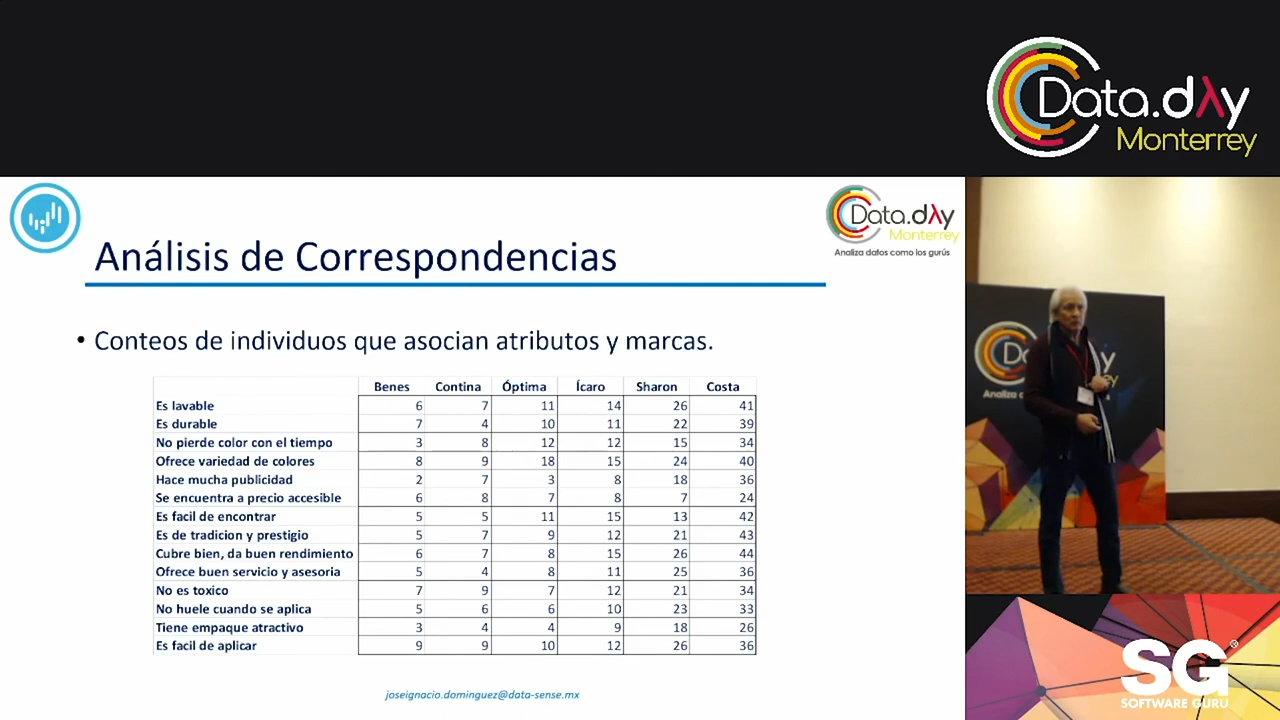 Data.dλy
Monterrey
Data.dλy
Monterrey
Analiza datos como los gurús
Análisis de Correspondencias
• Conteos de individuos que asocian atributos y marcas.
Benes Contina Óptima Ícaro Sharon Costa
Es lavable 6 7 11 14 26 41
Es durable 7 4 10 11 22 39
No pierde color con el tiempo 3 8 12 12 15 34
Ofrece variedad de colores 8 9 18 15 24 40
Hace mucha publicidad 2 7 3 8 18 36
Se encuentra a precio accesible 6 8 7 8 7 24
Es facil de encontrar 5 5 11 15 13 42
Es de tradicion y prestigio 5 7 9 12 21 43
Cubre bien, da buen rendimiento 6 7 8 15 26 44
Ofrece buen servicio y asesoria 5 4 8 11 25 36
No es toxico 7 9 7 12 21 34
No huele cuando se aplica 5 6 6 10 23 33
Tiene empaque atractivo 3 4 4 9 18 26
Es facil de aplicar 9 9 10 12 26 36
joseignacio.dominguez@data-sense.mx
SG
SOFTWARE GURU